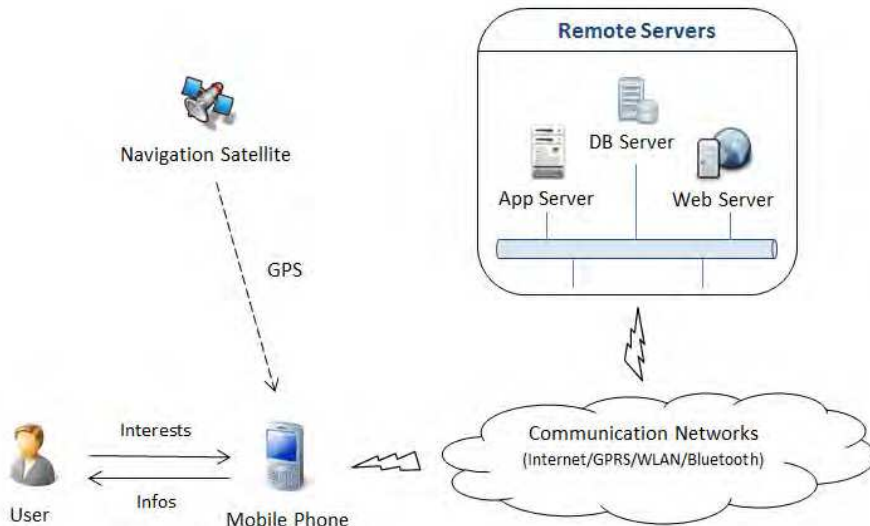 Remote Servers
DB Server
App Server
Web Server
Navigation Satellite
GPS
Interests
Infos
User
Mobile Phone
Communication Networks
(Internet/GPRS/WLAN/Bluetooth)